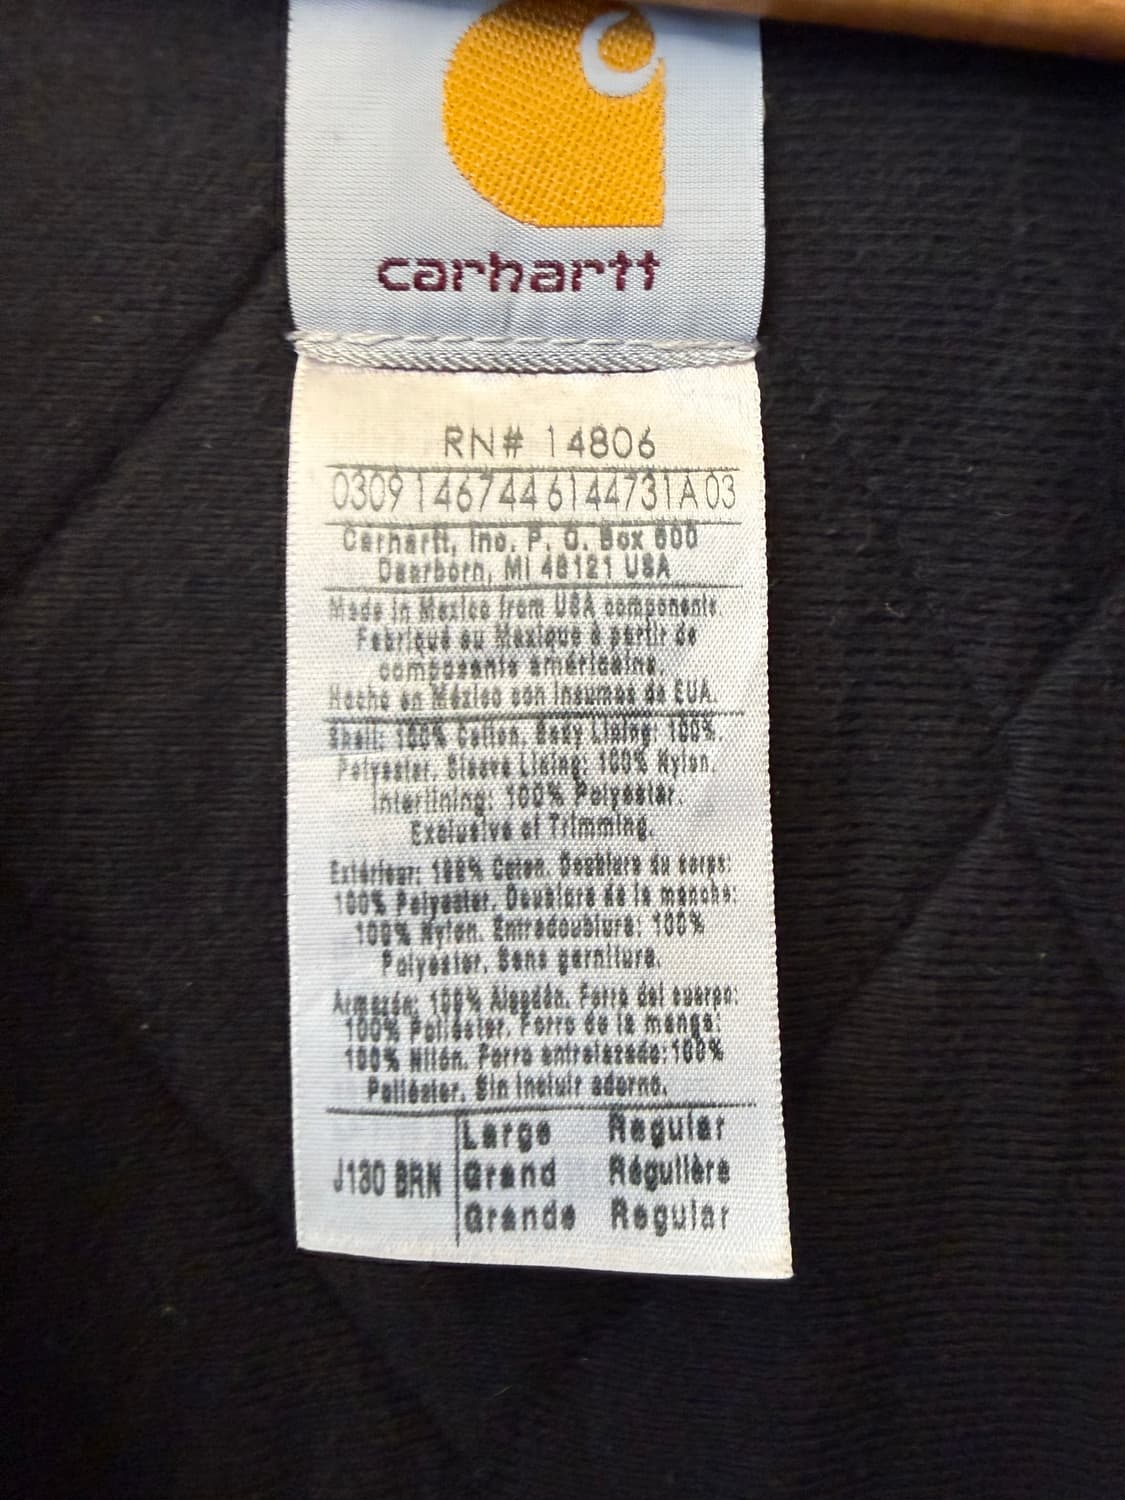 carhartt
RN# 14806
0309 1467446144731A 03
Carhartt, Inc. P. O. Box 600
Dearborn, MI 48121 USA
Made in Mexico from USA components.
Fabriqué au Mexique à partir de
composants américains.
Hecho en México con insumos de EUA.
Shell: 100% Cotton. Body Lining: 100%
Polyester. Sleeve Lining: 100% Nylon.
Interlining: 100% Polyester.
Exclusive of Trimming.
Extérieur: 100% Coton. Doublure du corps:
100% Polyester. Doublure de la manche:
100% Nylon. Entredoublure: 100%
Polyester. Sans garniture.
Armazón: 100% Algodón. Forro del cuerpo:
100% Poliéster. Forro de la manga:
100% Nilón. Forro entrelazado: 100%
Poliéster. Sin incluir adorno.
Large Regular
J130 BRN Grand Régulière
Grande Regular